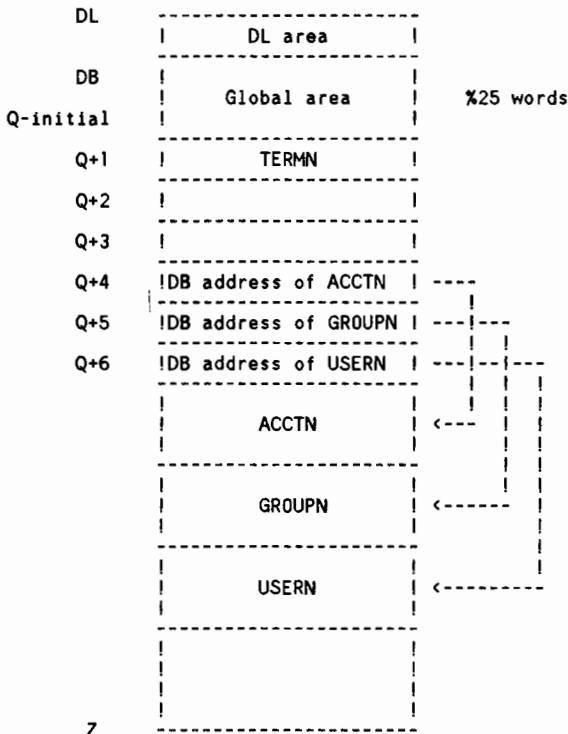 DL
DL area
DB
Global area %25 words
Q-initial
Q+1 TERMN
Q+2
Q+3
Q+4 DB address of ACCTN
Q+5 DB address of GROUPN
Q+6 DB address of USERN
ACCTN
GROUPN
USERN
Z